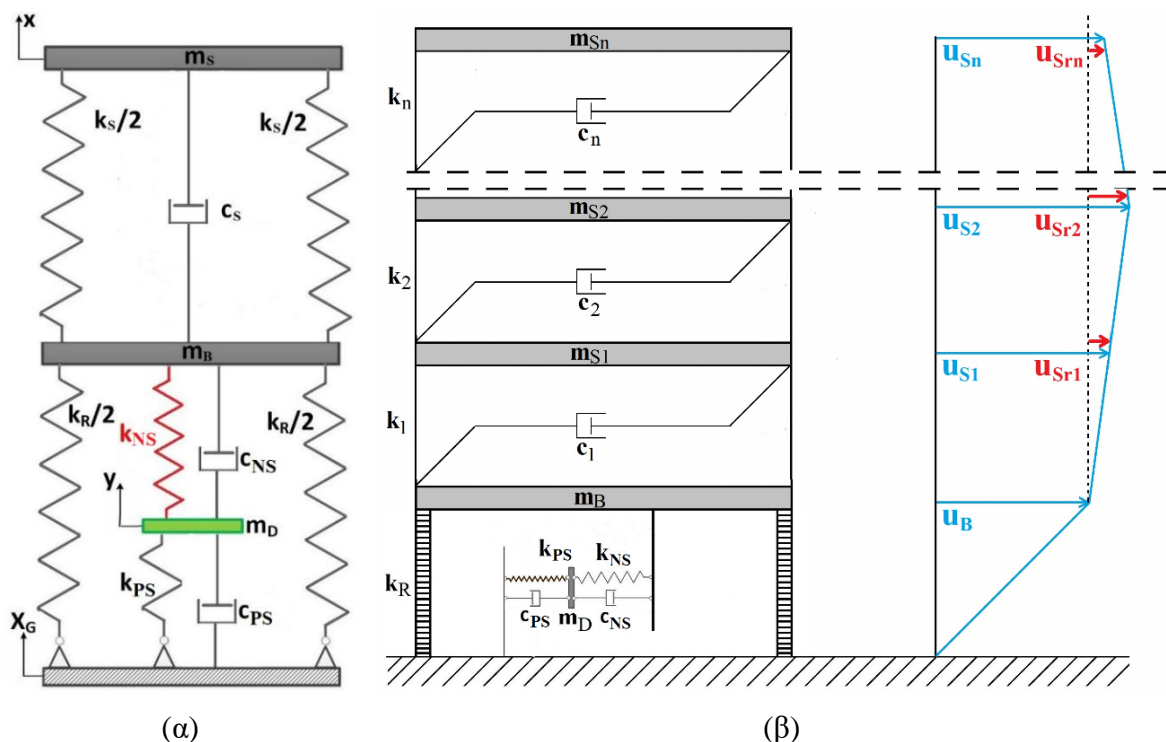 x
m_S
k_S/2
k_S/2
c_S
m_B
k_R/2
k_NS
k_R/2
c_NS
y
m_D
k_PS
c_PS
X_G
(α)
m_Sn
k_n
c_n
m_S2
k_2
c_2
m_S1
k_1
c_1
m_B
k_PS
k_NS
k_R
c_PS
m_D
c_NS
u_Sn
u_Srn
u_S2
u_Sr2
u_S1
u_Sr1
u_B
(β)